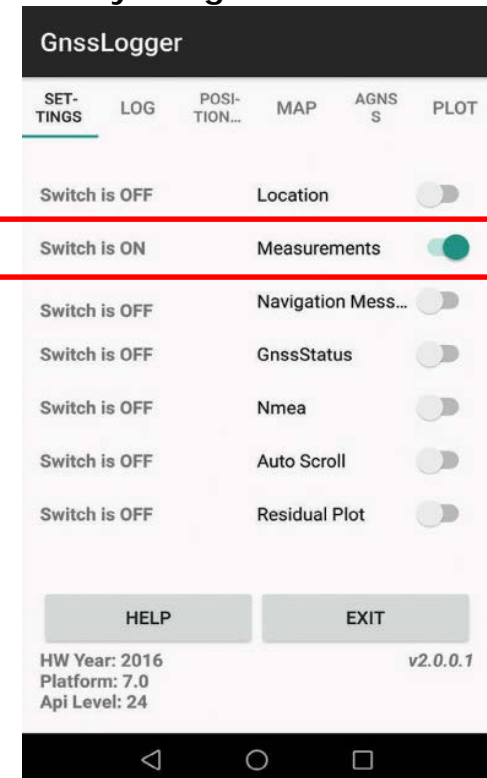 GnssLogger
SET-
TINGS
LOG
POSI-
TION...
MAP
AGNS
S
PLOT
Switch is OFF Location
Switch is ON Measurements
Switch is OFF Navigation Mess...
Switch is OFF GnssStatus
Switch is OFF Nmea
Switch is OFF Auto Scroll
Switch is OFF Residual Plot
HELP EXIT
HW Year: 2016 v2.0.0.1
Platform: 7.0
Api Level: 24